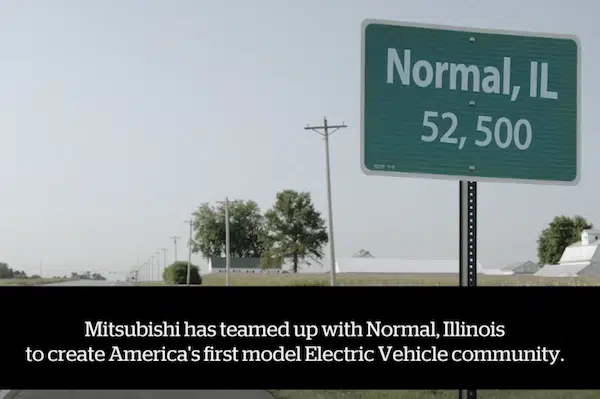 Normal, IL
52, 500
Mitsubishi has teamed up with Normal, Illinois
to create America's first model Electric Vehicle community.